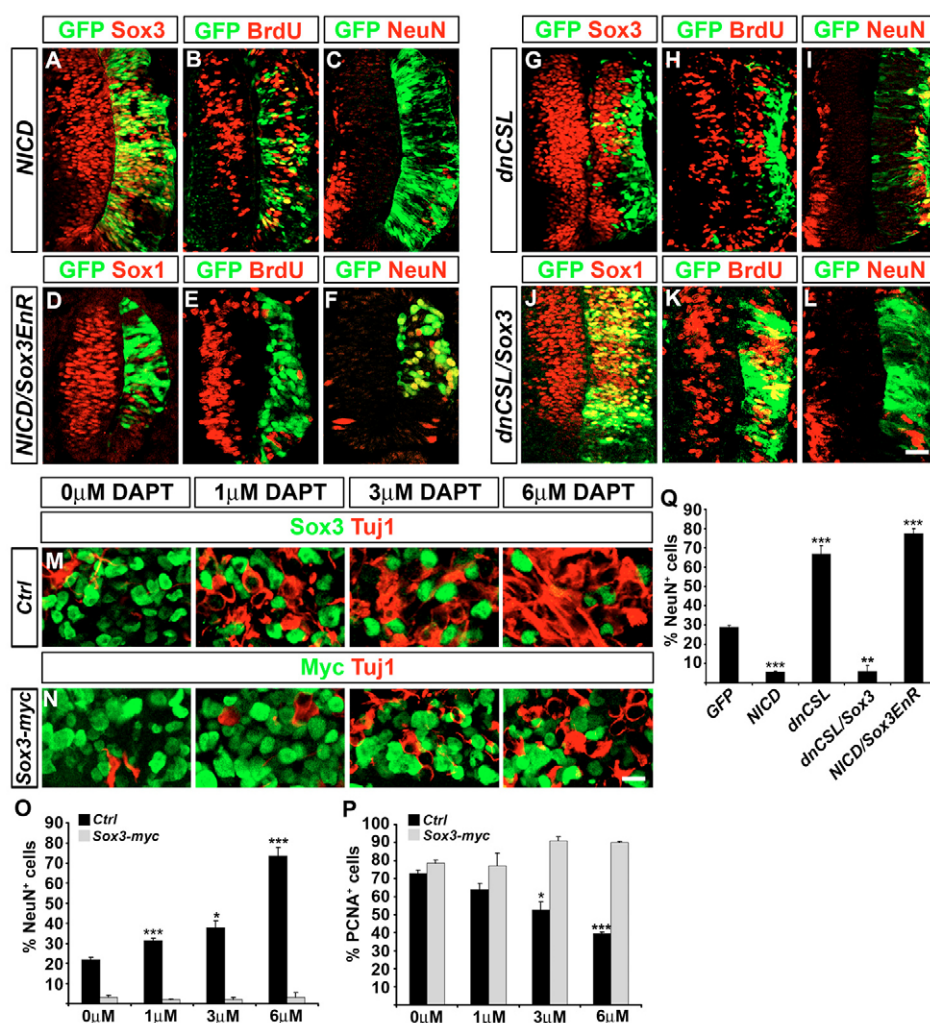 GFP Sox3 GFP BrdU GFP NeuN
NICD
A B C
GFP Sox1 GFP BrdU GFP NeuN
NICD/Sox3EnR
D E F
GFP Sox3 GFP BrdU GFP NeuN
dnCSL
G H I
GFP Sox1 GFP BrdU GFP NeuN
dnCSL/Sox3
J K L
0µM DAPT 1µM DAPT 3µM DAPT 6µM DAPT
Sox3 Tuj1
Ctrl
M
Myc Tuj1
Sox3-myc
N
Q
% NeuN+ cells
90
80
70
60
50
40
30
20
10
***
***
**
***
GFP NICD dnCSL dnCSL/Sox3 NICD/Sox3EnR
O
Ctrl
Sox3-myc
% NeuN+ cells
90
80
70
60
50
40
30
20
10
***
*
***
0µM 1µM 3µM 6µM
P
Ctrl
Sox3-myc
% PCNA+ cells
100
90
80
70
60
50
40
30
20
10
*
***
0µM 1µM 3µM 6µM